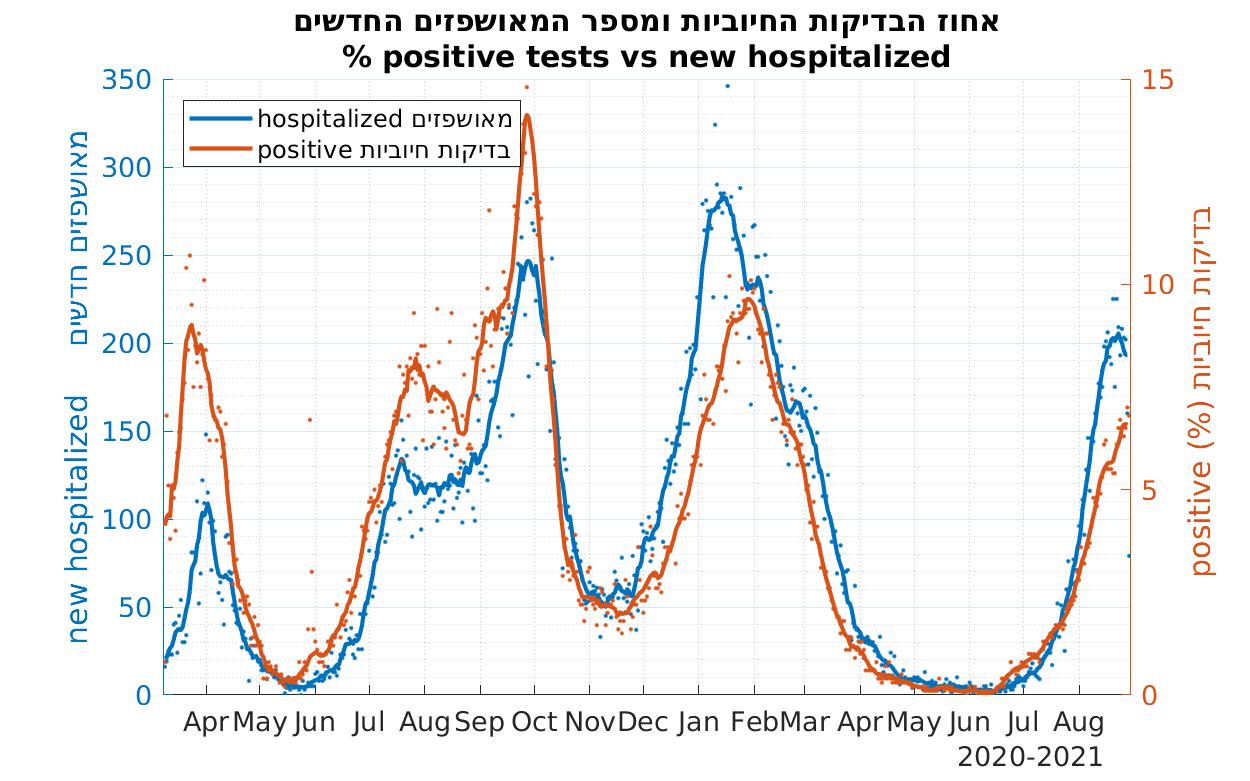 אחוז הבדיקות החיוביות ומספר המאושפזים החדשים
% positive tests vs new hospitalized
hospitalized מאושפזים
positive בדיקות חיוביות
new hospitalized מאושפזים חדשים
350
300
250
200
150
100
50
0
15
10
5
0
positive (%) בדיקות חיוביות
Apr May Jun Jul Aug Sep Oct Nov Dec Jan Feb Mar Apr May Jun Jul Aug
2020-2021